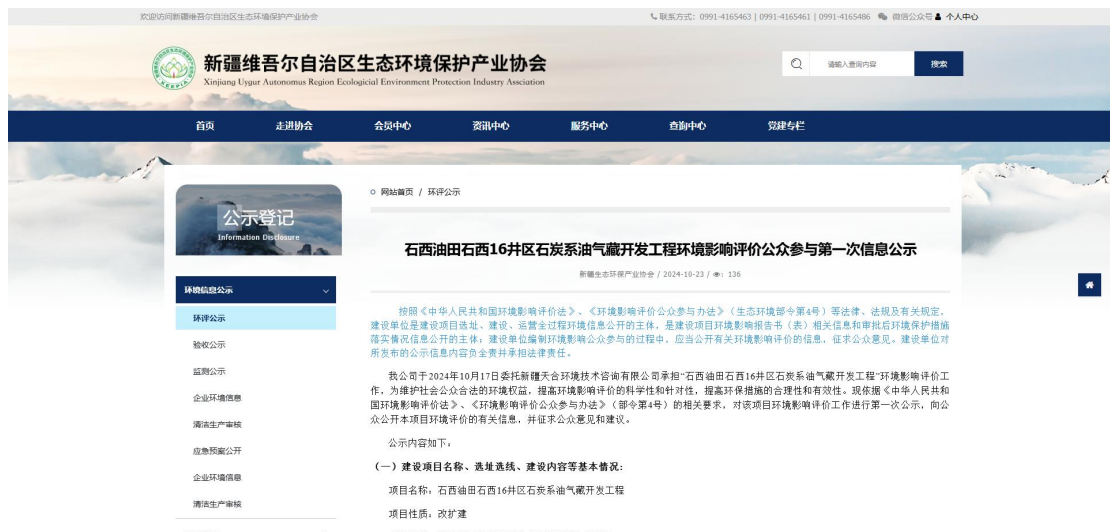 欢迎访问新疆维吾尔自治区生态环境保护产业协会
联系方式：0991-4165463 | 0991-4165461 | 0991-4165486 微信公众号 个人中心
新疆维吾尔自治区生态环境保护产业协会
Xinjiang Uygur Autonomus Region Ecologicial Environment Protection Industry Assciation
请输入查询内容 搜索
首页 走进协会 会员中心 资讯中心 服务中心 查询中心 党建专栏
公示登记
Information Disclosure
网站首页 / 环评公示
石西油田石西16井区石炭系油气藏开发工程环境影响评价公众参与第一次信息公示
新疆生态环保产业协会 / 2024-10-23 / : 136
环境信息公示
环评公示
验收公示
监测公示
企业环境信息
清洁生产审核
应急预案公开
企业环境信息
清洁生产审核
按照《中华人民共和国环境影响评价法》、《环境影响评价公众参与办法》（生态环境部令第4号）等法律、法规及有关规定，
建设单位是建设项目选址、建设、运营全过程环境信息公开的主体，是建设项目环境影响报告书（表）相关信息和审批后环境保护措施
落实情况信息公开的主体；建设单位编制环境影响公众参与的过程中，应当公开有关环境影响评价的信息，征求公众意见。建设单位对
所发布的公示信息内容负全责并承担法律责任。
我公司于2024年10月17日委托新疆天合环境技术咨询有限公司承担“石西油田石西16井区石炭系油气藏开发工程”环境影响评价工
作，为维护社会公众合法的环境权益，提高环境影响评价的科学性和针对性，提高环保措施的合理性和有效性。现依据《中华人民共和
国环境影响评价法》、《环境影响评价公众参与办法》（部令第4号）的相关要求，对该项目环境影响评价工作进行第一次公示，向公
众公开本项目环境评价的有关信息，并征求公众意见和建议。
公示内容如下：
（一）建设项目名称、选址选线、建设内容等基本情况：
项目名称：石西油田石西16井区石炭系油气藏开发工程
项目性质：改扩建